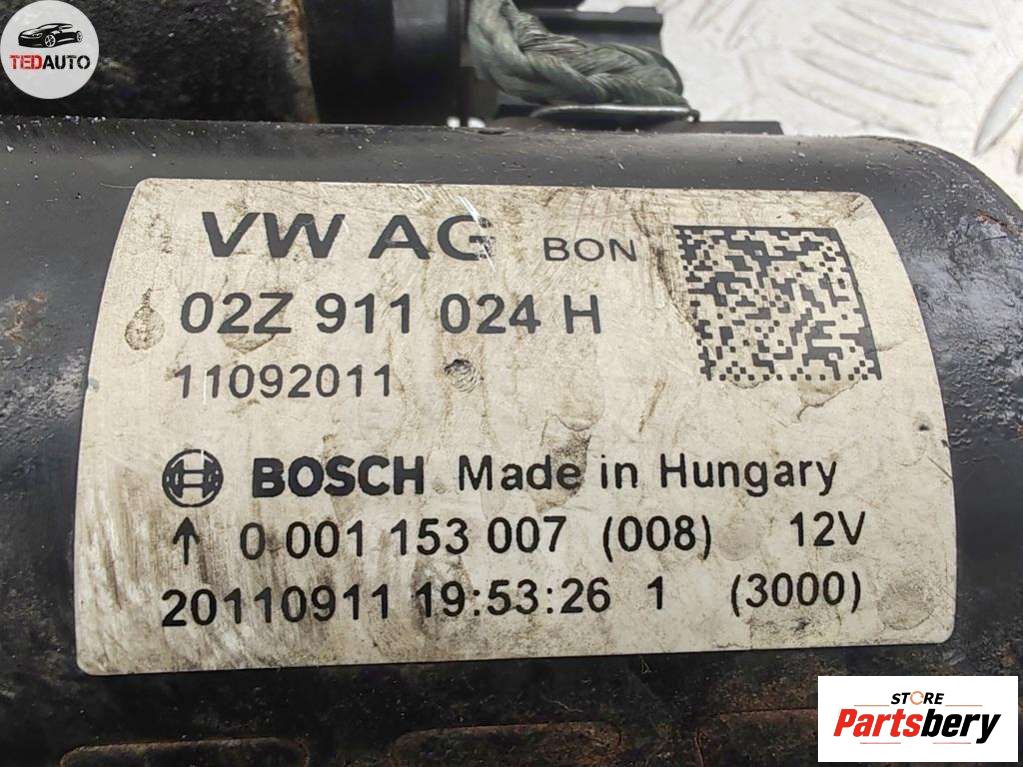 TEDAUTO
VW AG BON
02Z 911 024 H
11092011
BOSCH Made in Hungary
↑ 0 001 153 007 (008) 12V
20110911 19:53:26 1 (3000)
STORE
Partsbery